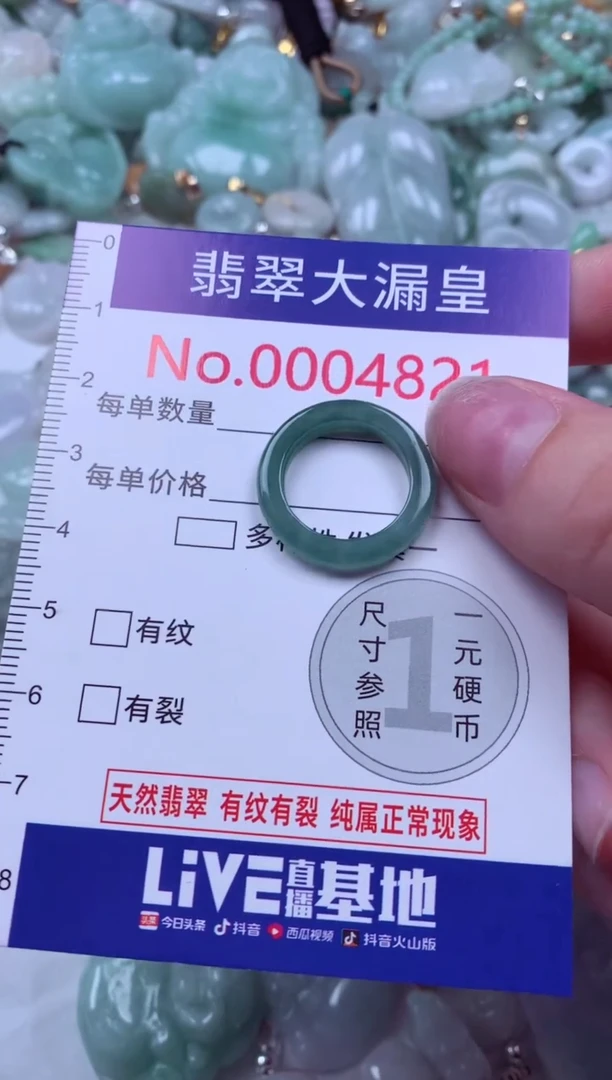 0
翡翠大漏皇
1
No.0004821
2
每单数量
3
每单价格
4
多
5
有纹
尺寸参照
1
一元硬币
6
有裂
7
天然翡翠 有纹有裂 纯属正常现象
8
LiVE直播基地
头条 今日头条 抖音 西瓜视频 抖音火山版